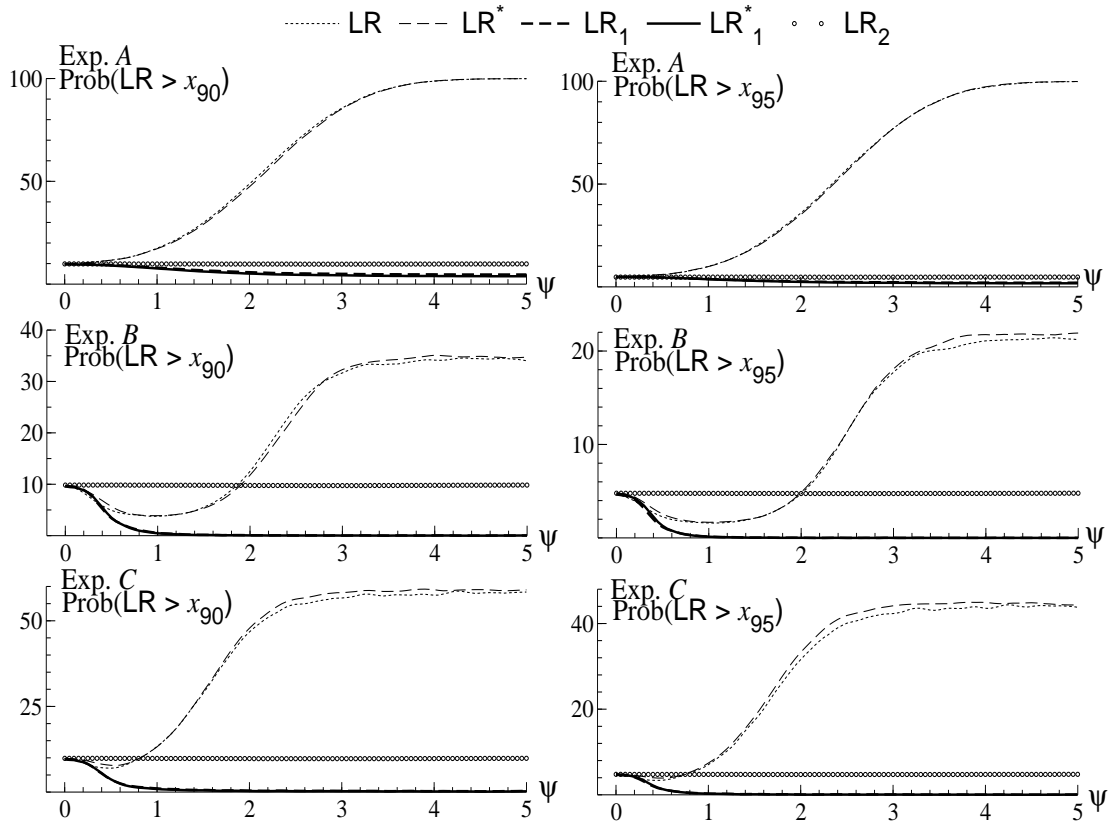 LR LR* LR1 LR*1 LR2
Exp. A
Prob(LR > x90)
100
50
0 1 2 3 4 5 ψ
Exp. A
Prob(LR > x95)
100
50
0 1 2 3 4 5 ψ
Exp. B
Prob(LR > x90)
40
30
20
10
0 1 2 3 4 5 ψ
Exp. B
Prob(LR > x95)
20
10
0 1 2 3 4 5 ψ
Exp. C
Prob(LR > x90)
50
25
0 1 2 3 4 5 ψ
Exp. C
Prob(LR > x95)
40
20
0 1 2 3 4 5 ψ